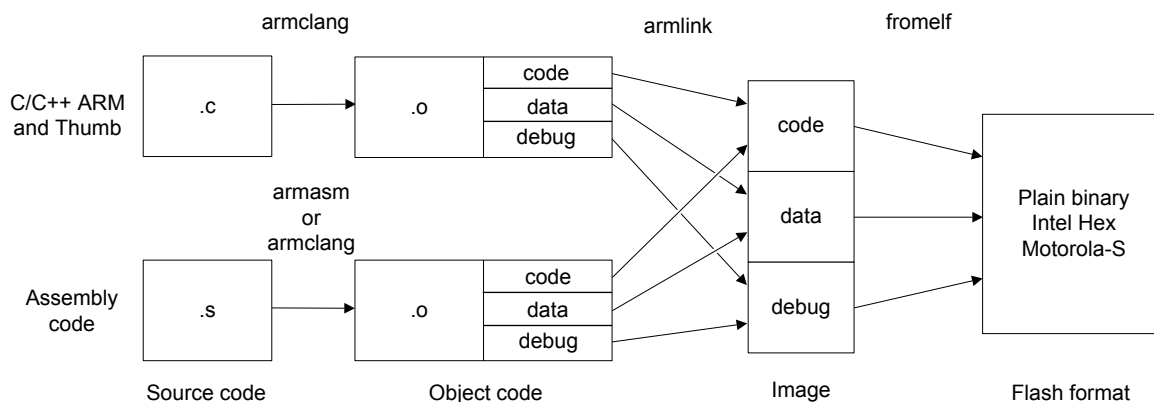 armclang
armlink
fromelf
C/C++ ARM
and Thumb
.c
.o
code
data
debug
code
data
debug
Plain binary
Intel Hex
Motorola-S
armasm
or
armclang
Assembly
code
.s
.o
code
data
debug
Source code
Object code
Image
Flash format